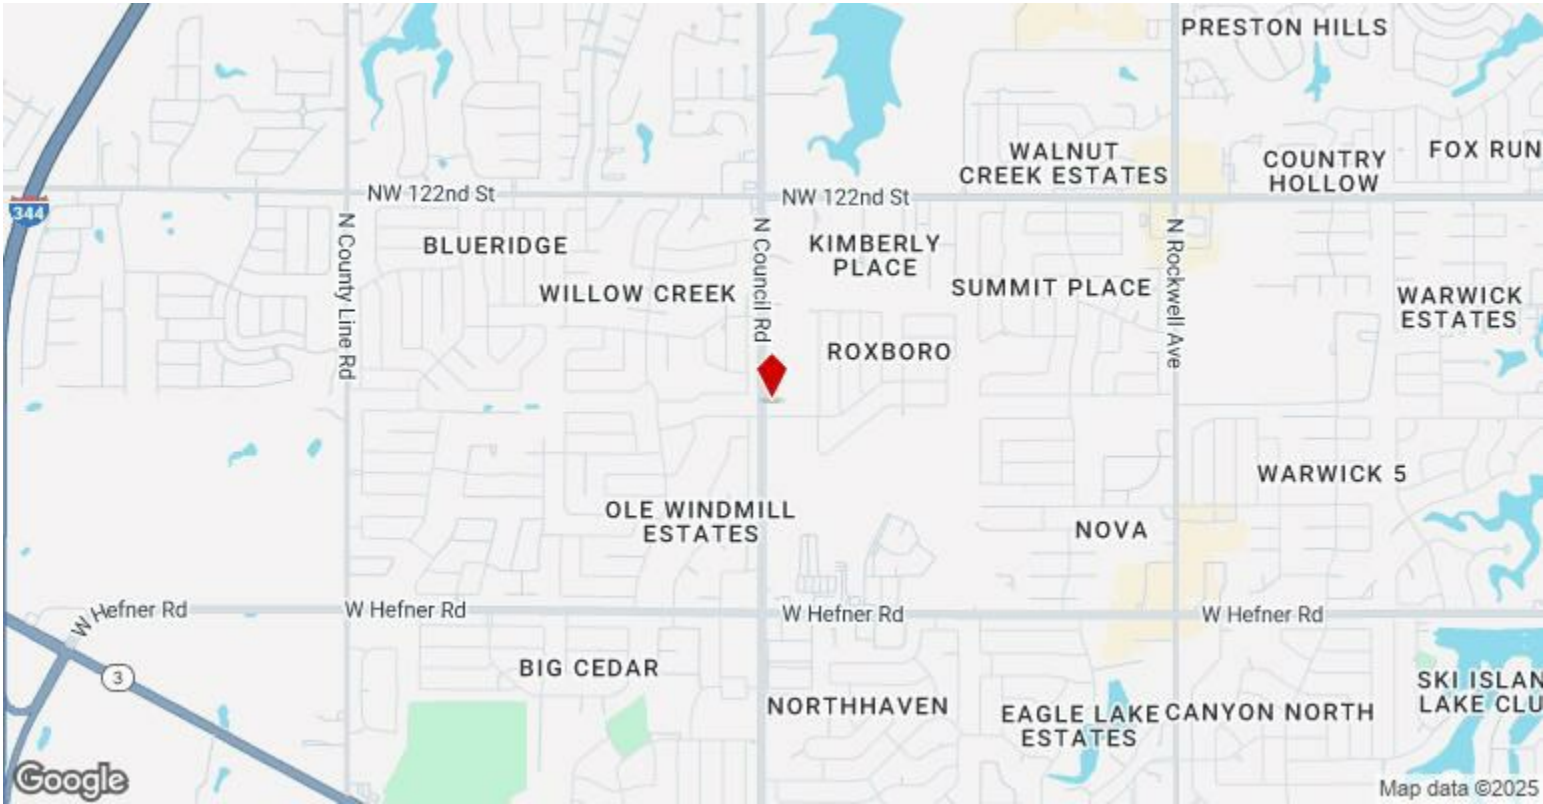 PRESTON HILLS
WALNUT
CREEK ESTATES
COUNTRY
HOLLOW
FOX RUN
NW 122nd St
NW 122nd St
344
N County Line Rd
BLUERIDGE
WILLOW CREEK
N Council Rd
KIMBERLY
PLACE
SUMMIT PLACE
N Rockwell Ave
WARWICK
ESTATES
ROXBORO
WARWICK 5
OLE WINDMILL
ESTATES
NOVA
W Hefner Rd
W Hefner Rd
W Hefner Rd
W Hefner Rd
3
BIG CEDAR
NORTHHAVEN
EAGLE LAKE
ESTATES
CANYON NORTH
SKI ISLAN
LAKE CLU
Google
Map data ©2025